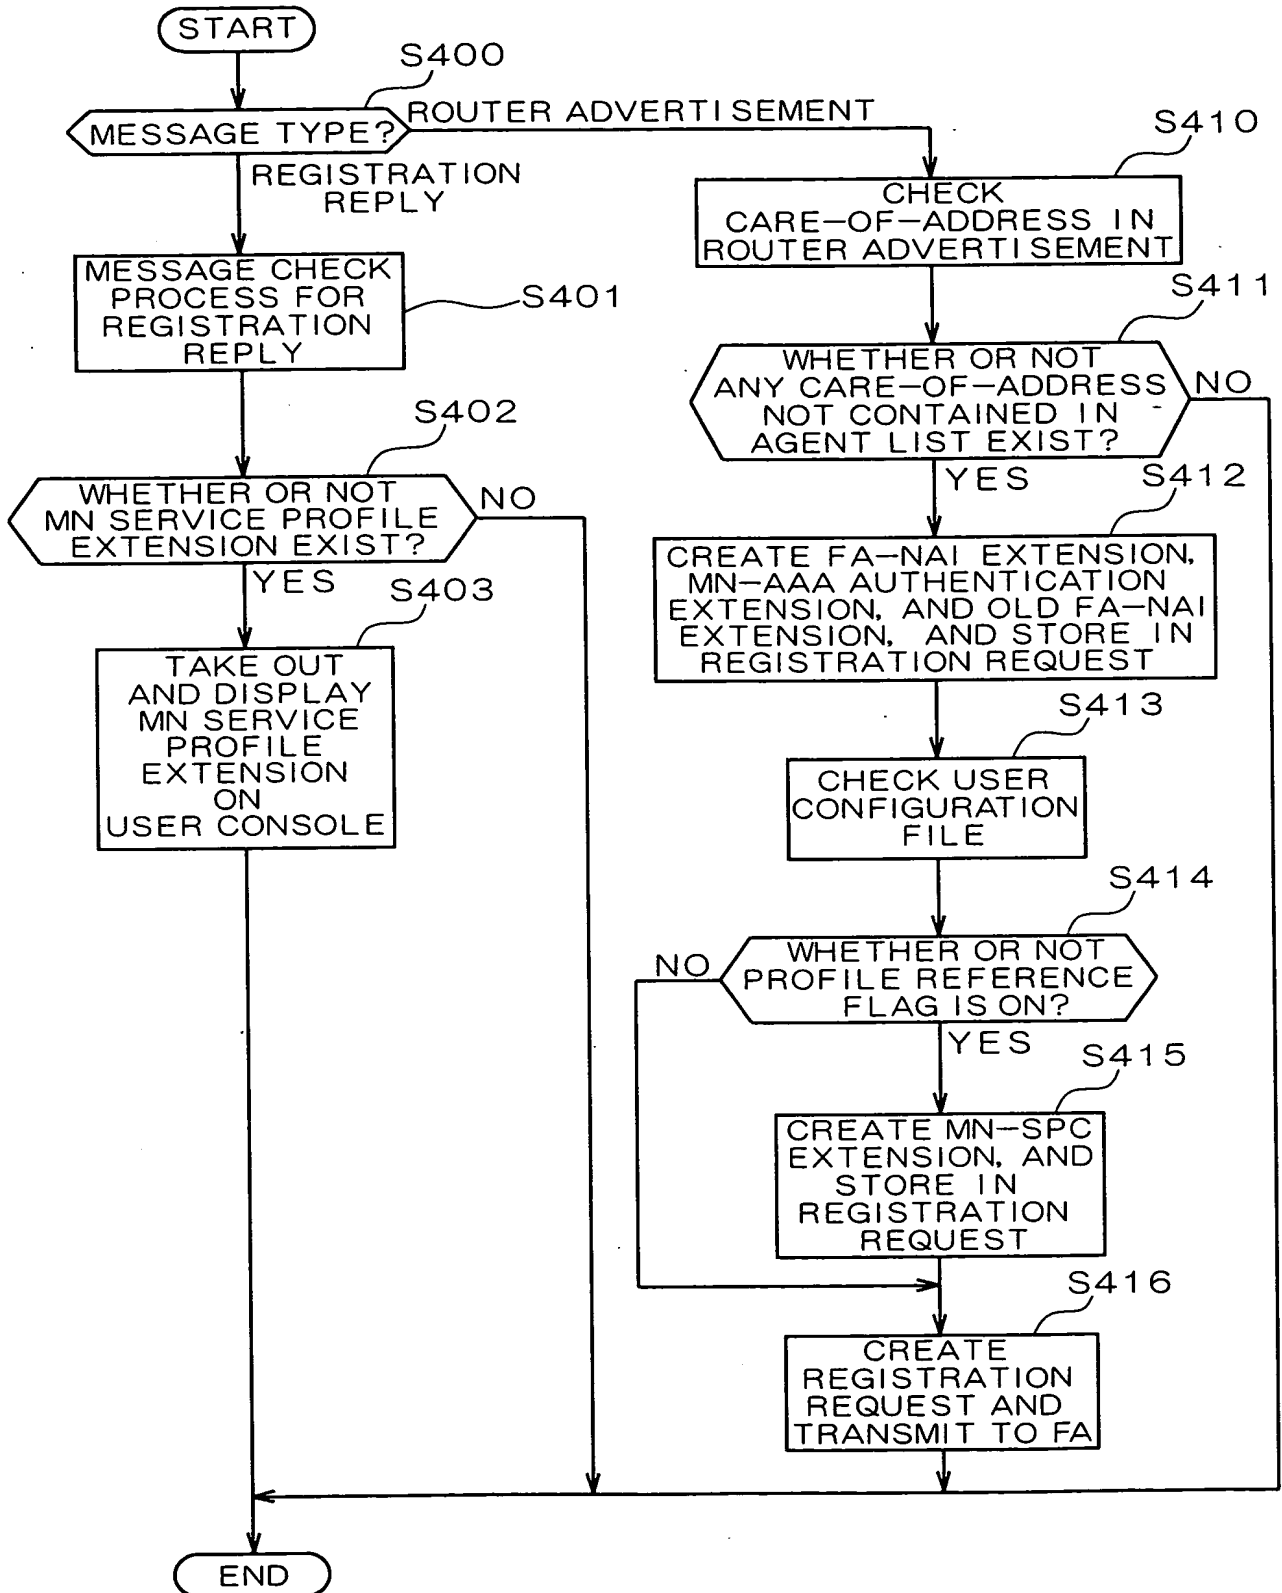 START
S400
MESSAGE TYPE?
ROUTER ADVERTISEMENT
REGISTRATION
REPLY
MESSAGE CHECK
PROCESS FOR
REGISTRATION
REPLY
S401
S402
WHETHER OR NOT
MN SERVICE PROFILE
EXTENSION EXIST?
NO
YES
S403
TAKE OUT
AND DISPLAY
MN SERVICE
PROFILE
EXTENSION
ON
USER CONSOLE
S410
CHECK
CARE-OF-ADDRESS IN
ROUTER ADVERTISEMENT
S411
WHETHER OR NOT
ANY CARE-OF-ADDRESS
NOT CONTAINED IN
AGENT LIST EXIST?
NO
YES
S412
CREATE FA-NAI EXTENSION,
MN-AAA AUTHENTICATION
EXTENSION, AND OLD FA-NAI
EXTENSION, AND STORE IN
REGISTRATION REQUEST
S413
CHECK USER
CONFIGURATION
FILE
S414
WHETHER OR NOT
PROFILE REFERENCE
FLAG IS ON?
NO
YES
S415
CREATE MN-SPC
EXTENSION, AND
STORE IN
REGISTRATION
REQUEST
S416
CREATE
REGISTRATION
REQUEST AND
TRANSMIT TO FA
END